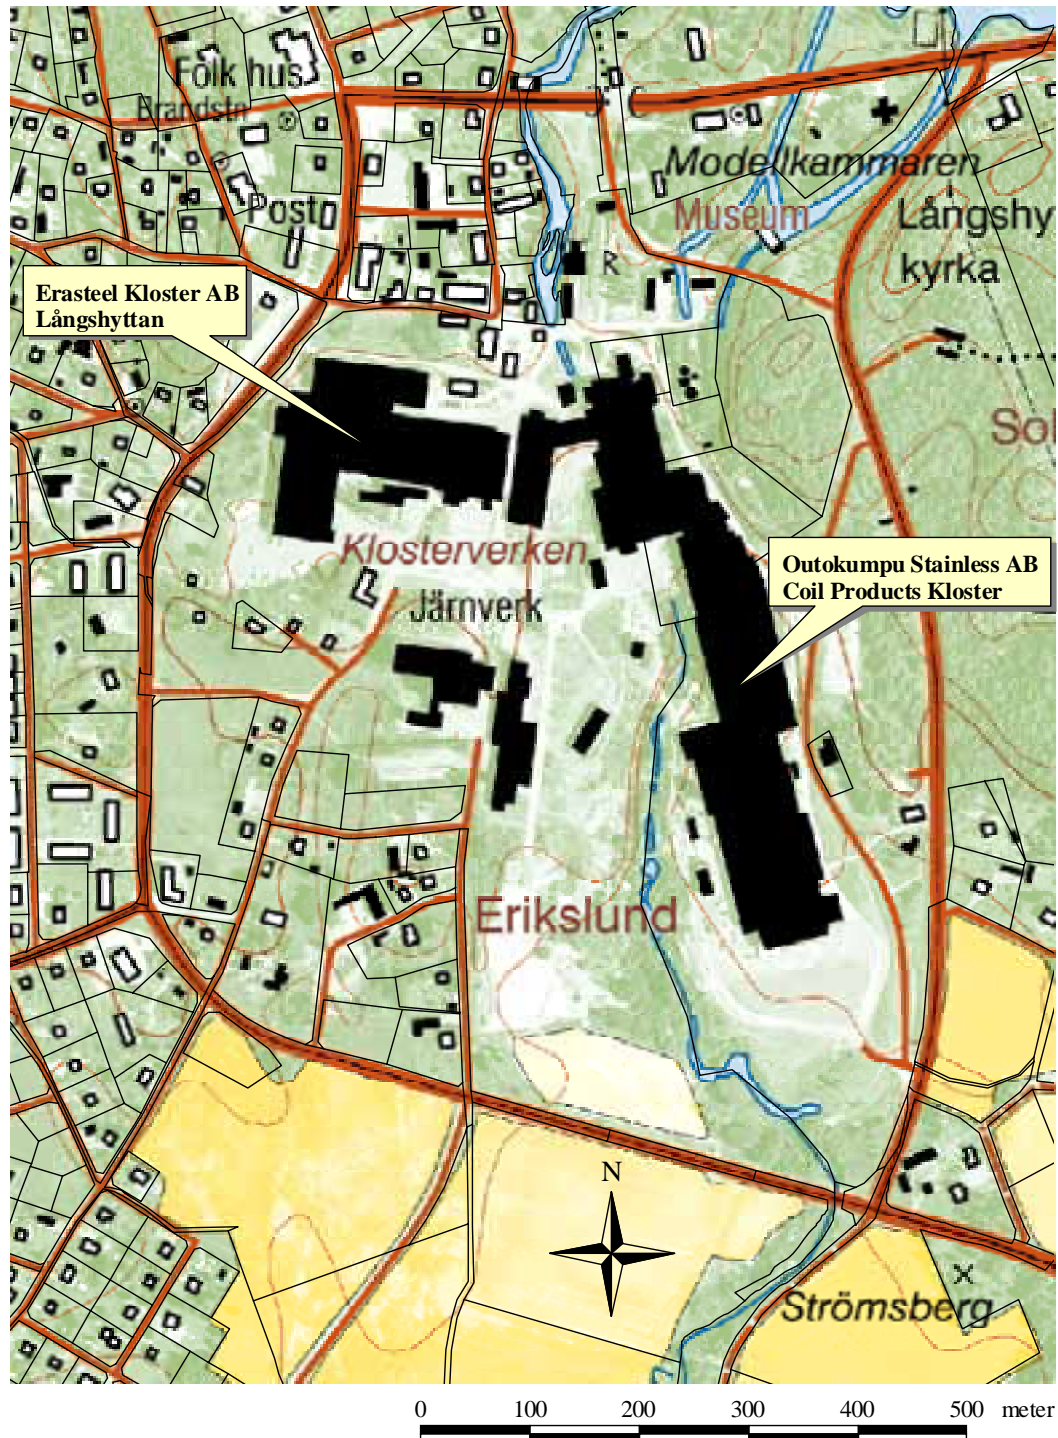 Folk hus
Brandstn
Post
Modellkammaren
Museum
Långshy
kyrka
R
Erasteel Kloster AB
Långshyttan
Sol
Klosterverken
Järnverk
Outokumpu Stainless AB
Coil Products Kloster
Erikslund
N
Strömsberg
0 100 200 300 400 500 meter